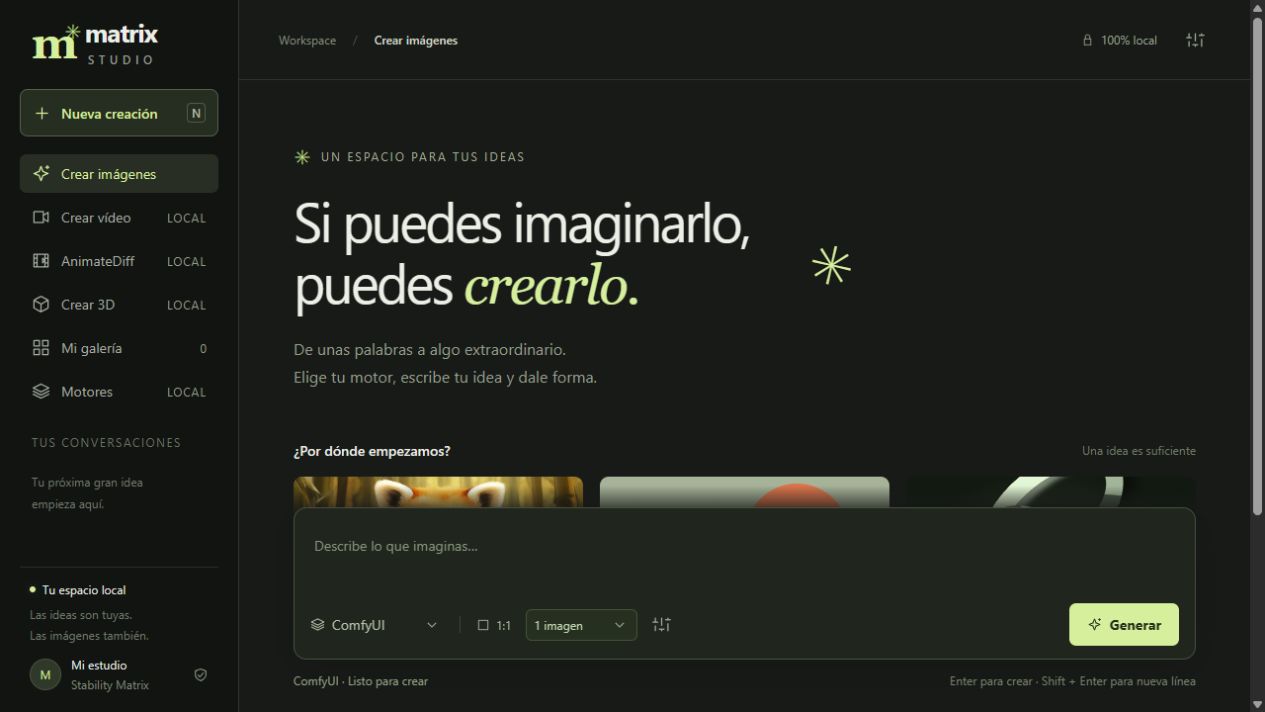 m matrix
STUDIO
Nueva creación N
Crear imágenes
Crear vídeo LOCAL
AnimateDiff LOCAL
Crear 3D LOCAL
Mi galería 0
Motores LOCAL
TUS CONVERSACIONES
Tu próxima gran idea
empieza aquí.
Tu espacio local
Las ideas son tuyas.
Las imágenes también.
M Mi estudio
Stability Matrix
Workspace / Crear imágenes
100% local
UN ESPACIO PARA TUS IDEAS
Si puedes imaginarlo,
puedes crearlo.
De unas palabras a algo extraordinario.
Elige tu motor, escribe tu idea y dale forma.
¿Por dónde empezamos? Una idea es suficiente
Describe lo que imaginas...
ComfyUI 1:1 1 imagen Generar
ComfyUI · Listo para crear Enter para crear · Shift + Enter para nueva línea